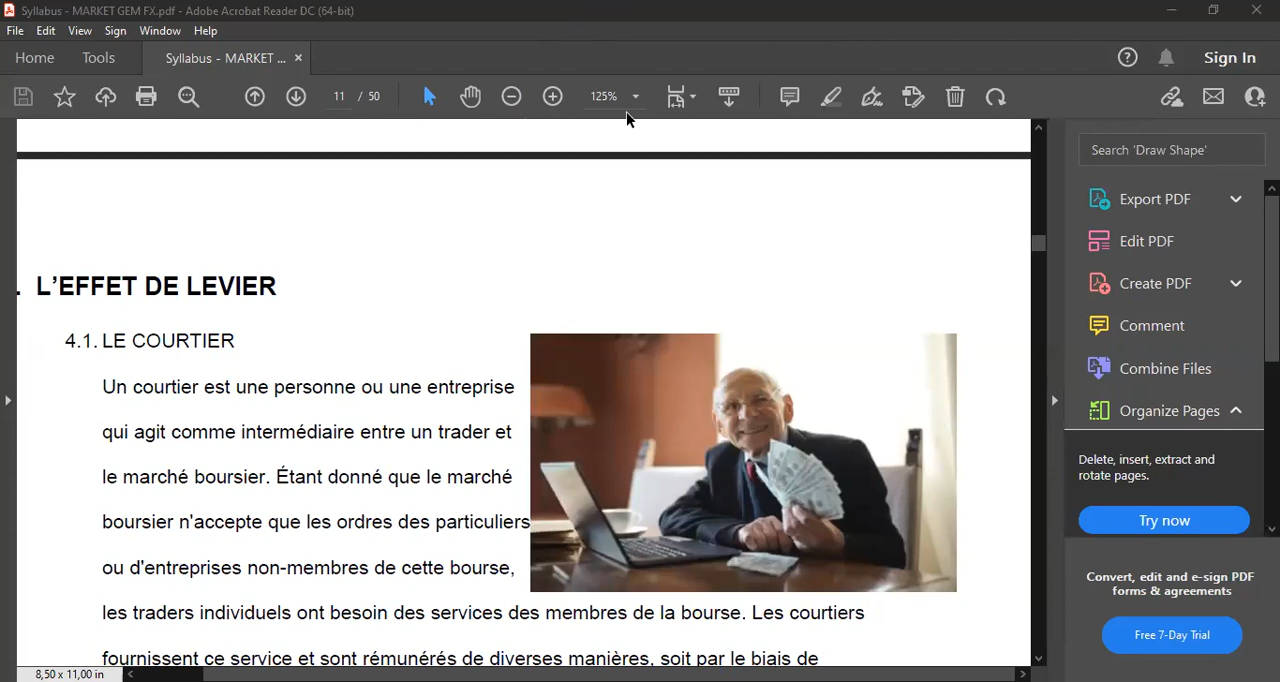 Syllabus - MARKET GEM FX.pdf - Adobe Acrobat Reader DC (64-bit)
File Edit View Sign Window Help
Home Tools Syllabus - MARKET ... × Sign In
11 / 50 125%
Search 'Draw Shape'
Export PDF
Edit PDF
Create PDF
Comment
Combine Files
Organize Pages
Delete, insert, extract and
rotate pages.
Try now
Convert, edit and e-sign PDF
forms & agreements
Free 7-Day Trial
. L’EFFET DE LEVIER
4.1. LE COURTIER
Un courtier est une personne ou une entreprise
qui agit comme intermédiaire entre un trader et
le marché boursier. Étant donné que le marché
boursier n'accepte que les ordres des particuliers
ou d'entreprises non-membres de cette bourse,
les traders individuels ont besoin des services des membres de la bourse. Les courtiers
fournissent ce service et sont rémunérés de diverses manières, soit par le biais de
8,50 x 11,00 in